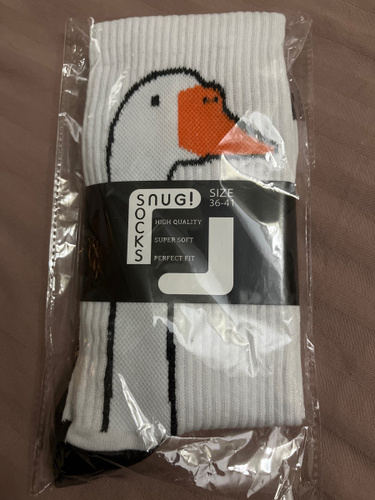 SNUG!
SOCKS
SIZE
36-41
HIGH QUALITY
SUPER SOFT
PERFECT FIT